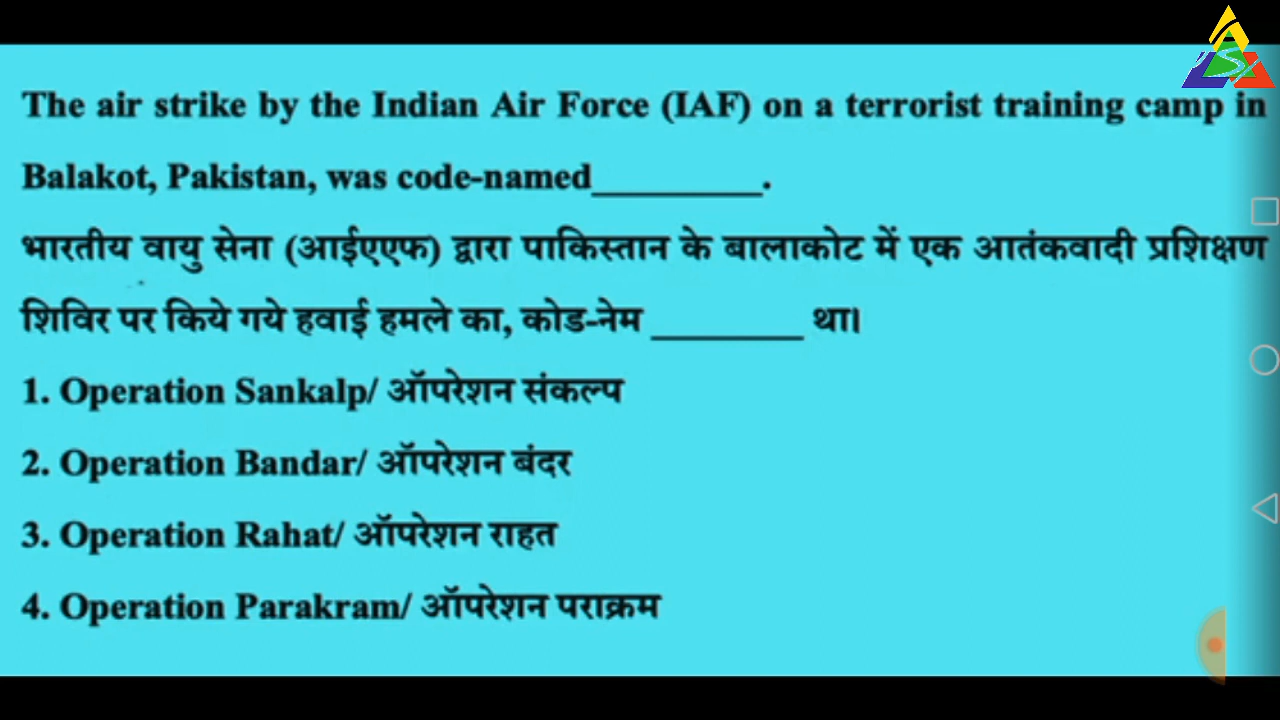 The air strike by the Indian Air Force (IAF) on a terrorist training camp in
Balakot, Pakistan, was code-named_________.
भारतीय वायु सेना (आईएएफ) द्वारा पाकिस्तान के बालाकोट में एक आतंकवादी प्रशिक्षण
शिविर पर किये गये हवाई हमले का, कोड-नेम ________ था।
1. Operation Sankalp/ ऑपरेशन संकल्प
2. Operation Bandar/ ऑपरेशन बंदर
3. Operation Rahat/ ऑपरेशन राहत
4. Operation Parakram/ ऑपरेशन पराक्रम